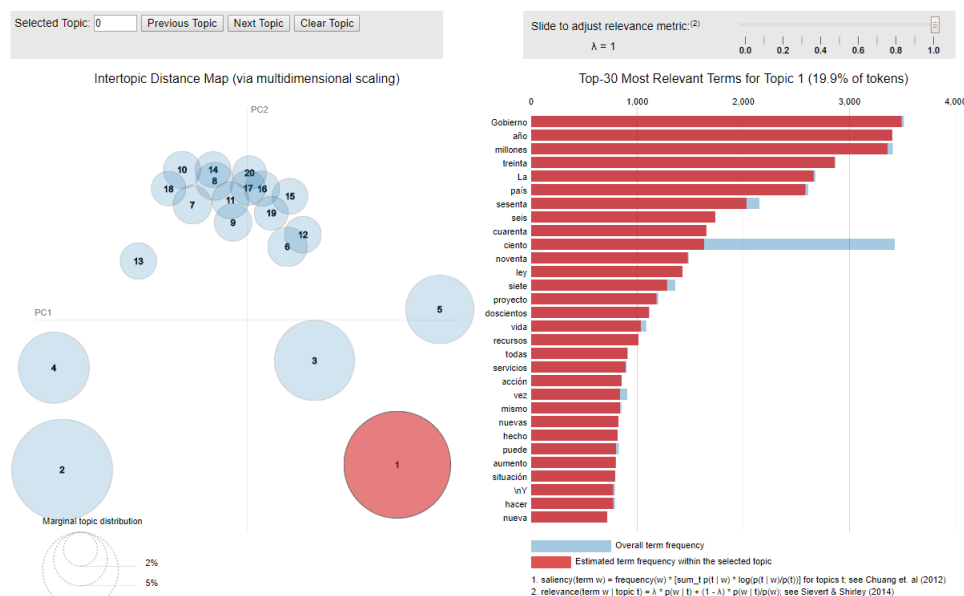 Selected Topic: 0 Previous Topic Next Topic Clear Topic
Slide to adjust relevance metric:(2)
λ = 1
0.0 0.2 0.4 0.6 0.8 1.0
Intertopic Distance Map (via multidimensional scaling)
PC2
10
14
8
20
18
17
16
15
7
11
19
9
12
6
13
5
PC1
3
4
1
2
Marginal topic distribution
2%
5%
Top-30 Most Relevant Terms for Topic 1 (19.9% of tokens)
0 1,000 2,000 3,000 4,000
Gobierno
año
millones
treinta
La
país
sesenta
seis
cuarenta
ciento
noventa
ley
siete
proyecto
doscientos
vida
recursos
todas
servicios
acción
vez
mismo
nuevas
hecho
puede
aumento
situación
\nY
hacer
nueva
Overall term frequency
Estimated term frequency within the selected topic
1. saliency(term w) = frequency(w) * [sum_t p(t | w) * log(p(t | w)/p(t))] for topics t; see Chuang et. al (2012)
2. relevance(term w | topic t) = λ * p(w | t) + (1 - λ) * p(w | t)/p(w); see Sievert & Shirley (2014)